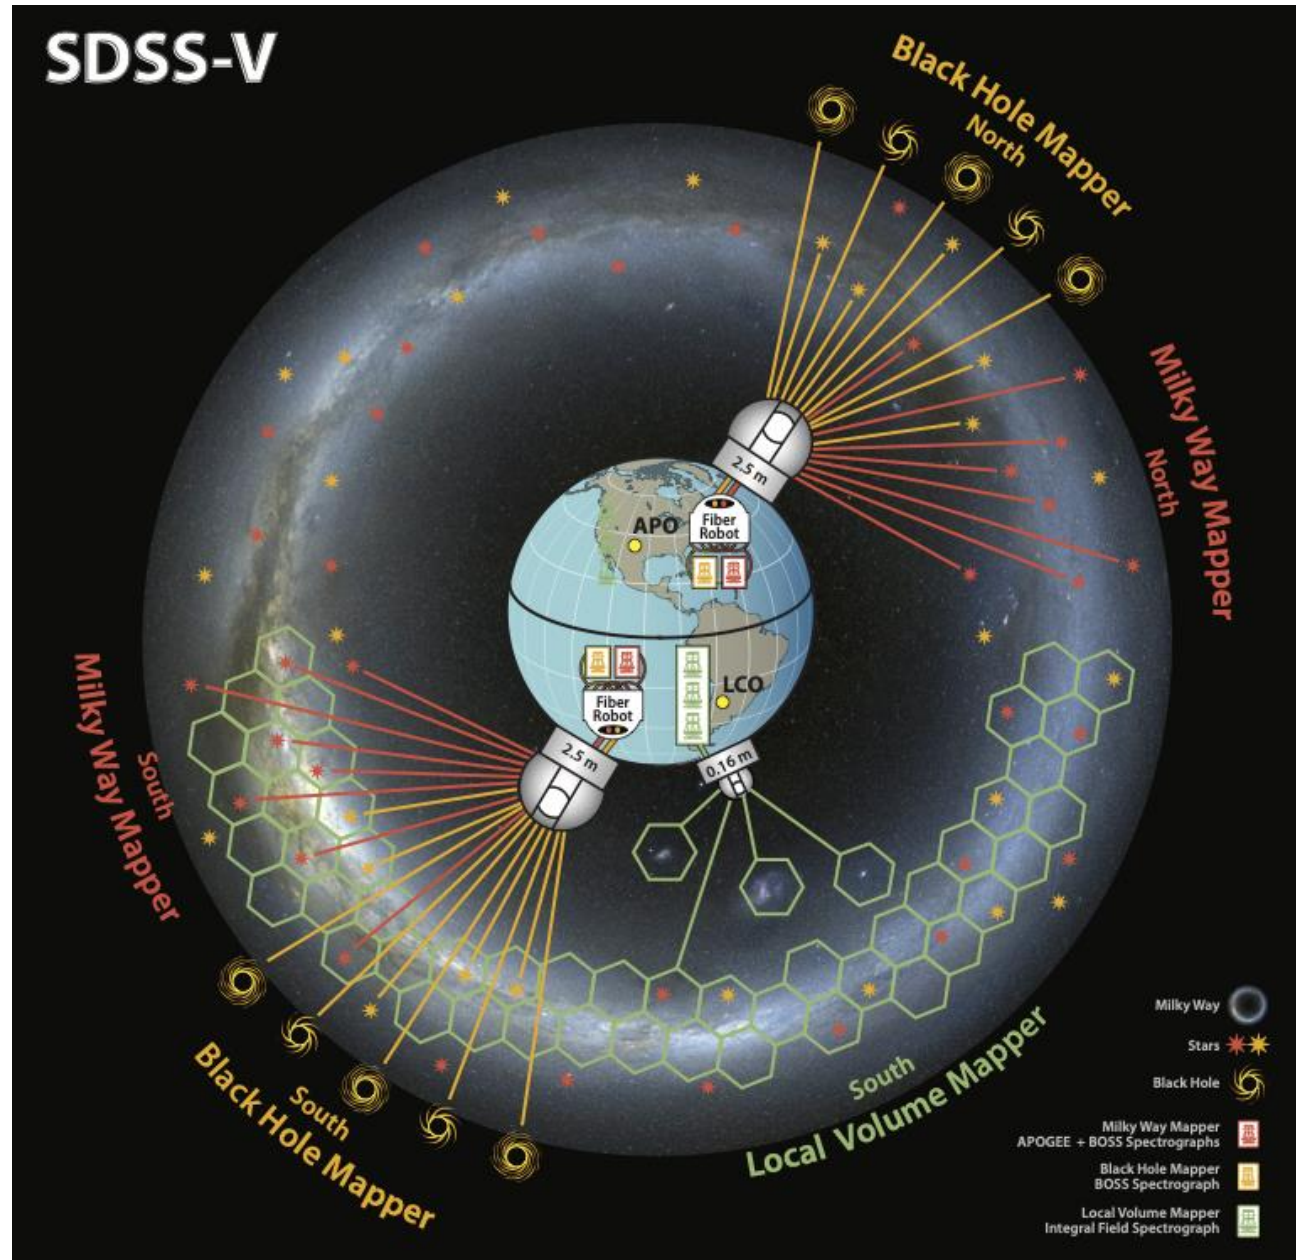 SDSS-V
Black Hole Mapper
North
Milky Way Mapper
North
2.5 m
APO
Fiber
Robot
LCO
Fiber
Robot
2.5 m
0.16 m
Milky Way Mapper
South
Black Hole Mapper
South
South
Local Volume Mapper
Milky Way
Stars
Black Hole
Milky Way Mapper
APOGEE + BOSS Spectrographs
Black Hole Mapper
BOSS Spectrograph
Local Volume Mapper
Integral Field Spectrograph